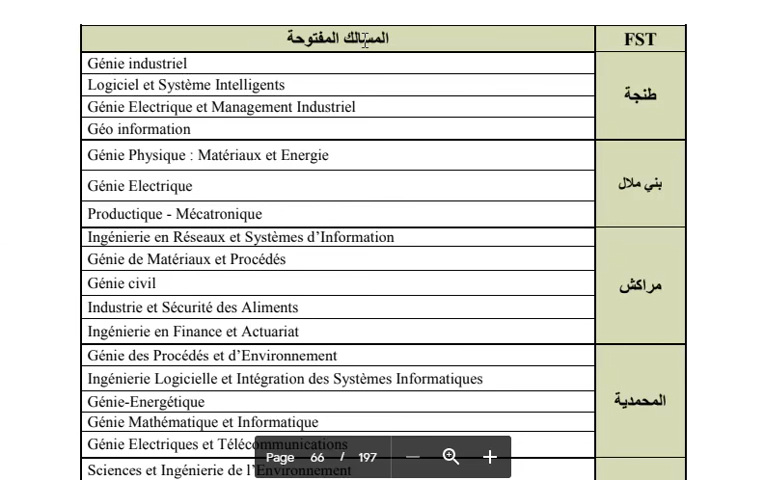 المسالك المفتوحة
FST
Génie industriel
Logiciel et Système Intelligents
Génie Electrique et Management Industriel
Géo information
طنجة
Génie Physique : Matériaux et Energie
Génie Electrique
Productique - Mécatronique
بني ملال
Ingénierie en Réseaux et Systèmes d’Information
Génie de Matériaux et Procédés
Génie civil
Industrie et Sécurité des Aliments
Ingénierie en Finance et Actuariat
مراكش
Génie des Procédés et d’Environnement
Ingénierie Logicielle et Intégration des Systèmes Informatiques
Génie-Energétique
Génie Mathématique et Informatique
Génie Electriques et Télécommunications
المحمدية
Sciences et Ingénierie de l’Environnement
Page 66 / 197